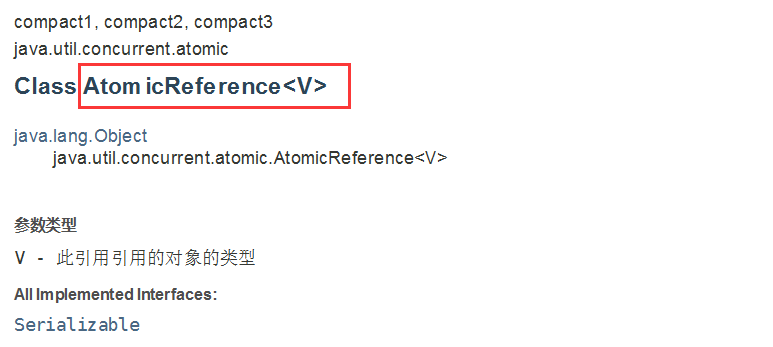 compact1, compact2, compact3
java.util.concurrent.atomic
Class AtomicReference<V>
java.lang.Object
java.util.concurrent.atomic.AtomicReference<V>
参数类型
V - 此引用引用的对象的类型
All Implemented Interfaces:
Serializable